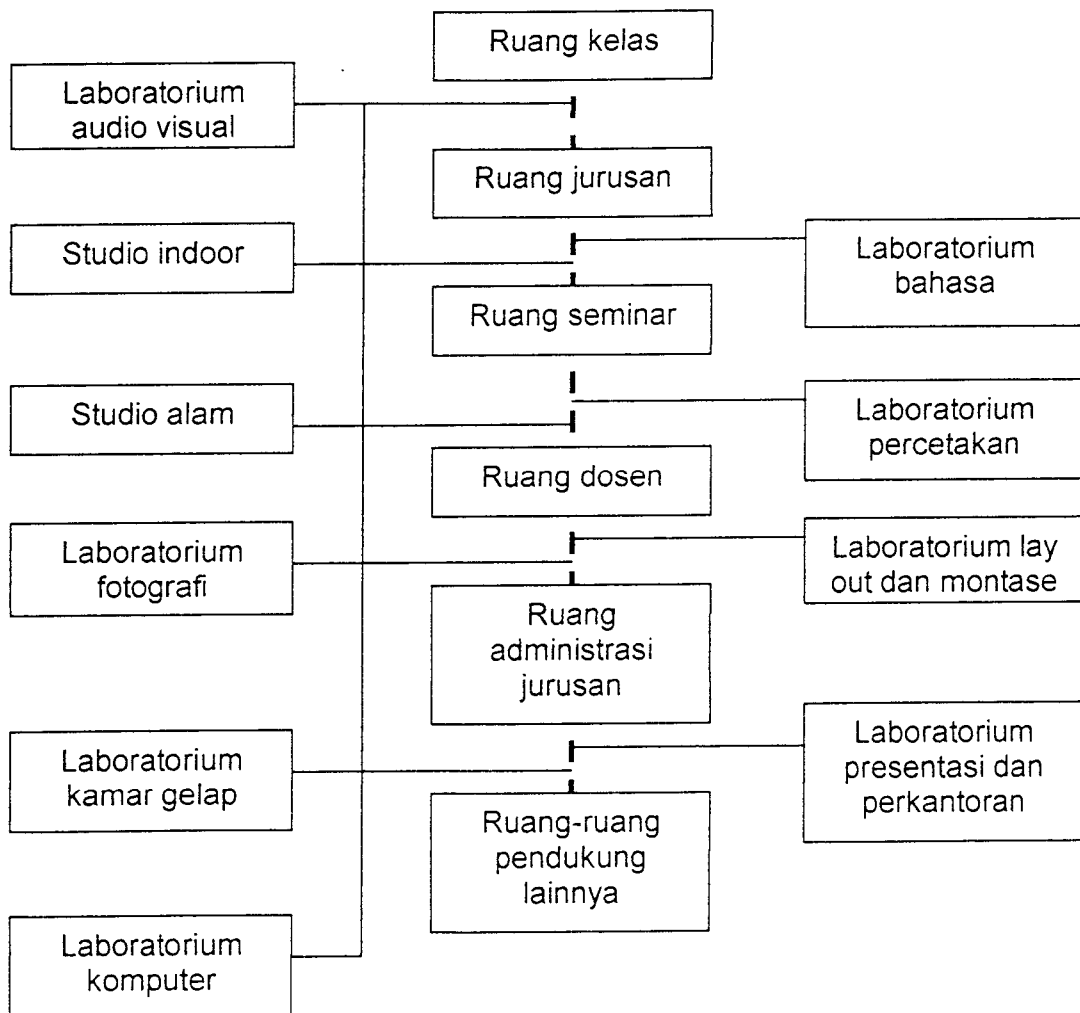 Ruang kelas
Laboratorium
audio visual
Ruang jurusan
Studio indoor
Laboratorium
bahasa
Ruang seminar
Studio alam
Laboratorium
percetakan
Ruang dosen
Laboratorium
fotografi
Laboratorium lay
out dan montase
Ruang
administrasi
jurusan
Laboratorium
kamar gelap
Laboratorium
presentasi dan
perkantoran
Ruang-ruang
pendukung
lainnya
Laboratorium
komputer